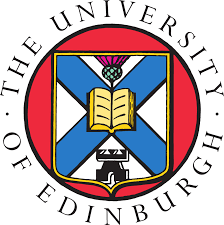 · THE UNIVERSITY ·
OF EDINBURGH